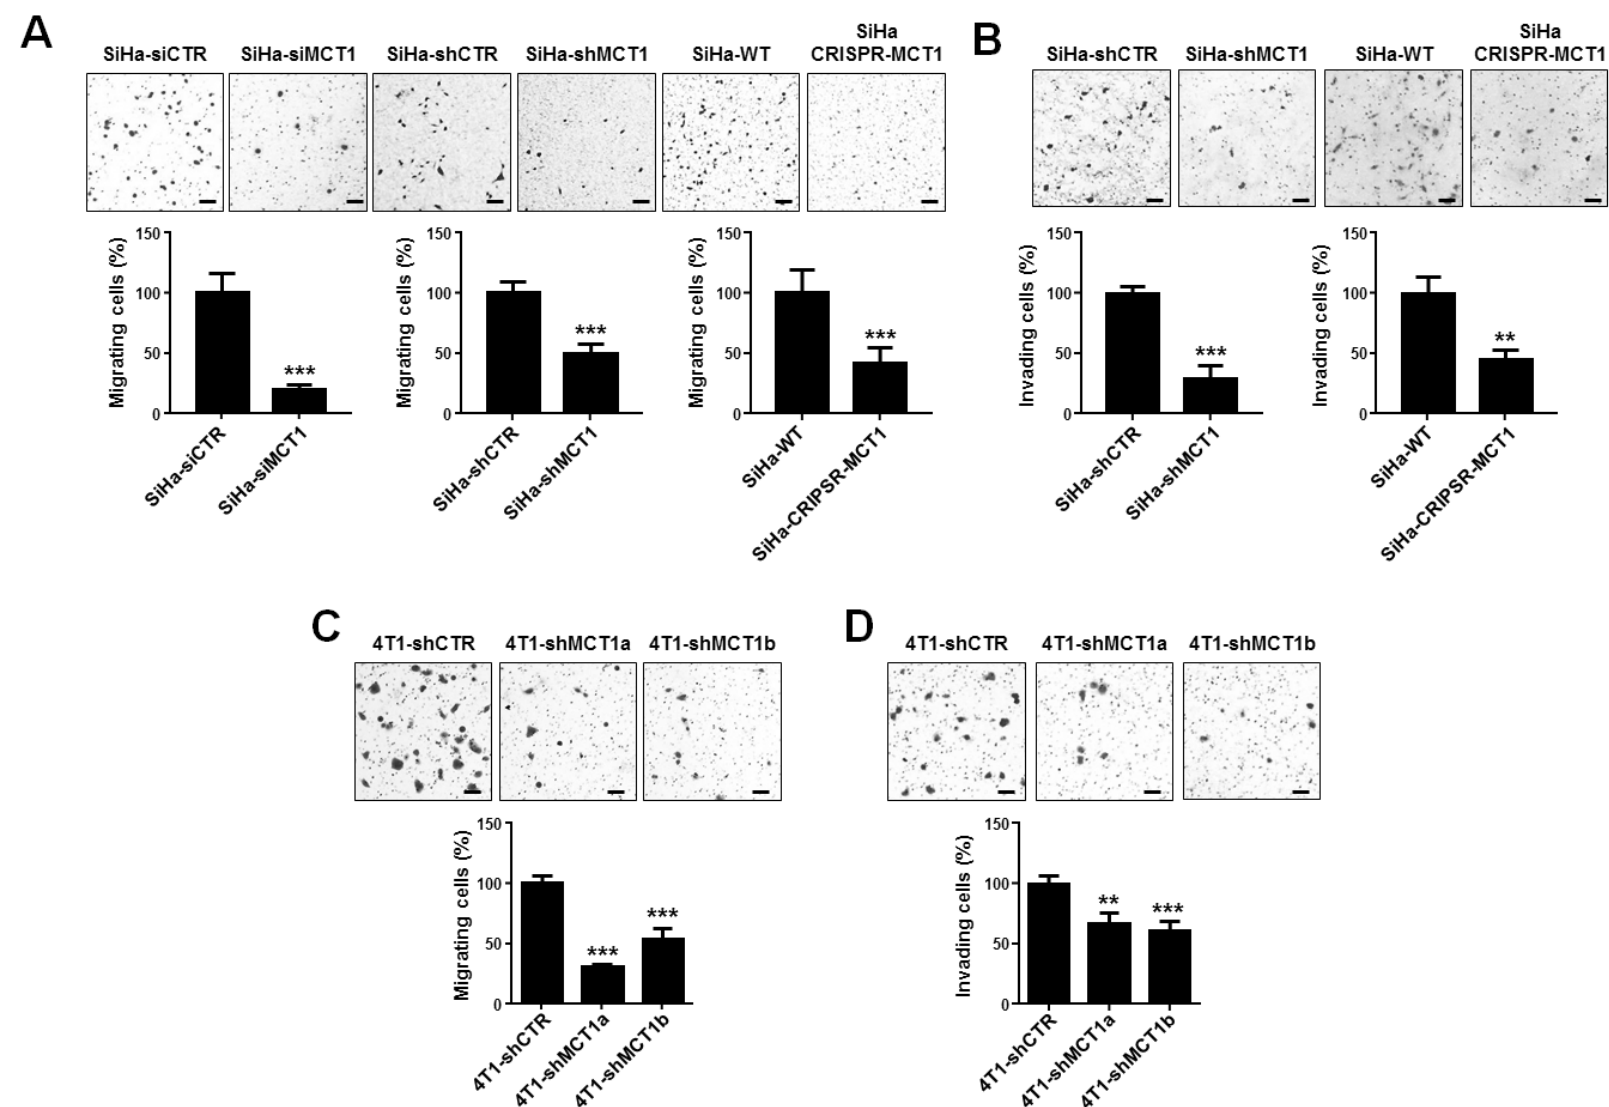 A
SiHa-siCTR
SiHa-siMCT1
SiHa-shCTR
SiHa-shMCT1
SiHa-WT
SiHa
CRISPR-MCT1
Migrating cells (%)
150
100
50
0
***
SiHa-siCTR
SiHa-siMCT1
Migrating cells (%)
150
100
50
0
***
SiHa-shCTR
SiHa-shMCT1
Migrating cells (%)
150
100
50
0
***
SiHa-WT
SiHa-CRIPSR-MCT1
B
SiHa-shCTR
SiHa-shMCT1
SiHa-WT
SiHa
CRISPR-MCT1
Invading cells (%)
150
100
50
0
***
SiHa-shCTR
SiHa-shMCT1
Invading cells (%)
150
100
50
0
**
SiHa-WT
SiHa-CRIPSR-MCT1
C
4T1-shCTR
4T1-shMCT1a
4T1-shMCT1b
Migrating cells (%)
150
100
50
0
***
***
4T1-shCTR
4T1-shMCT1a
4T1-shMCT1b
D
4T1-shCTR
4T1-shMCT1a
4T1-shMCT1b
Invading cells (%)
150
100
50
0
**
***
4T1-shCTR
4T1-shMCT1a
4T1-shMCT1b